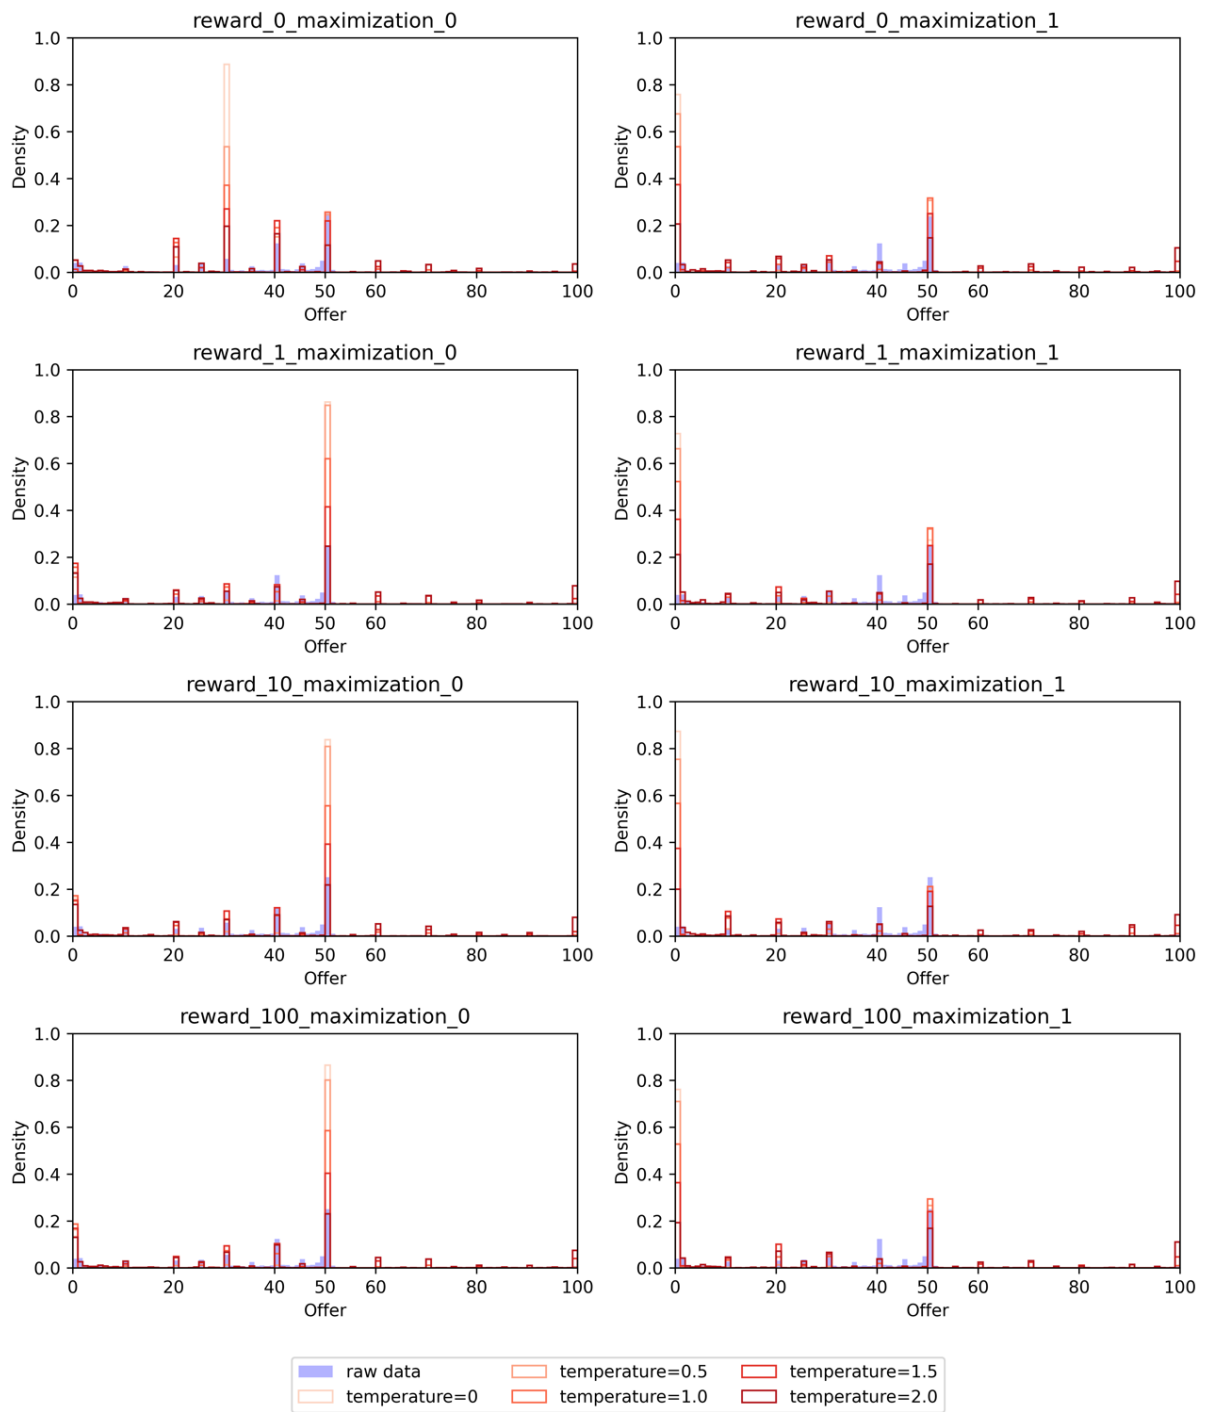 reward_0_maximization_0
1.0
0.8
0.6
0.4
0.2
0.0
Density
0 20 40 50 60 80 100
Offer
reward_0_maximization_1
1.0
0.8
0.6
0.4
0.2
0.0
Density
0 20 40 50 60 80 100
Offer
reward_1_maximization_0
1.0
0.8
0.6
0.4
0.2
0.0
Density
0 20 40 50 60 80 100
Offer
reward_1_maximization_1
1.0
0.8
0.6
0.4
0.2
0.0
Density
0 20 40 50 60 80 100
Offer
reward_10_maximization_0
1.0
0.8
0.6
0.4
0.2
0.0
Density
0 20 40 50 60 80 100
Offer
reward_10_maximization_1
1.0
0.8
0.6
0.4
0.2
0.0
Density
0 20 40 50 60 80 100
Offer
reward_100_maximization_0
1.0
0.8
0.6
0.4
0.2
0.0
Density
0 20 40 50 60 80 100
Offer
reward_100_maximization_1
1.0
0.8
0.6
0.4
0.2
0.0
Density
0 20 40 50 60 80 100
Offer
raw data temperature=0.5 temperature=1.5
temperature=0 temperature=1.0 temperature=2.0